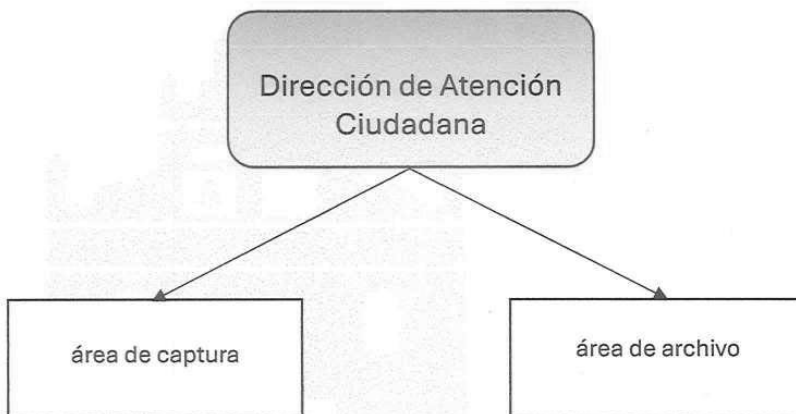 Dirección de Atención
Ciudadana
área de captura
área de archivo